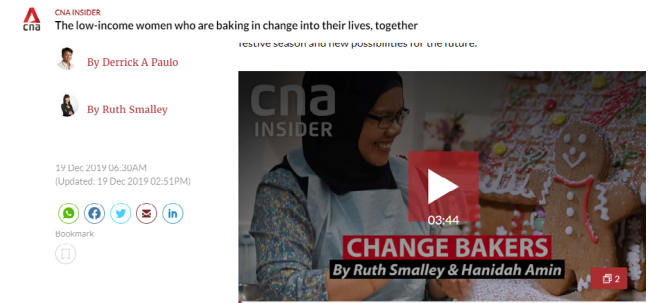 cna
CNA INSIDER
The low-income women who are baking in change into their lives, together
festive season and new possibilities for the future.
By Derrick A Paulo
By Ruth Smalley
19 Dec 2019 06:30AM
(Updated: 19 Dec 2019 02:51PM)
Bookmark
cna
INSIDER
03:44
CHANGE BAKERS
By Ruth Smalley & Hanidah Amin
2